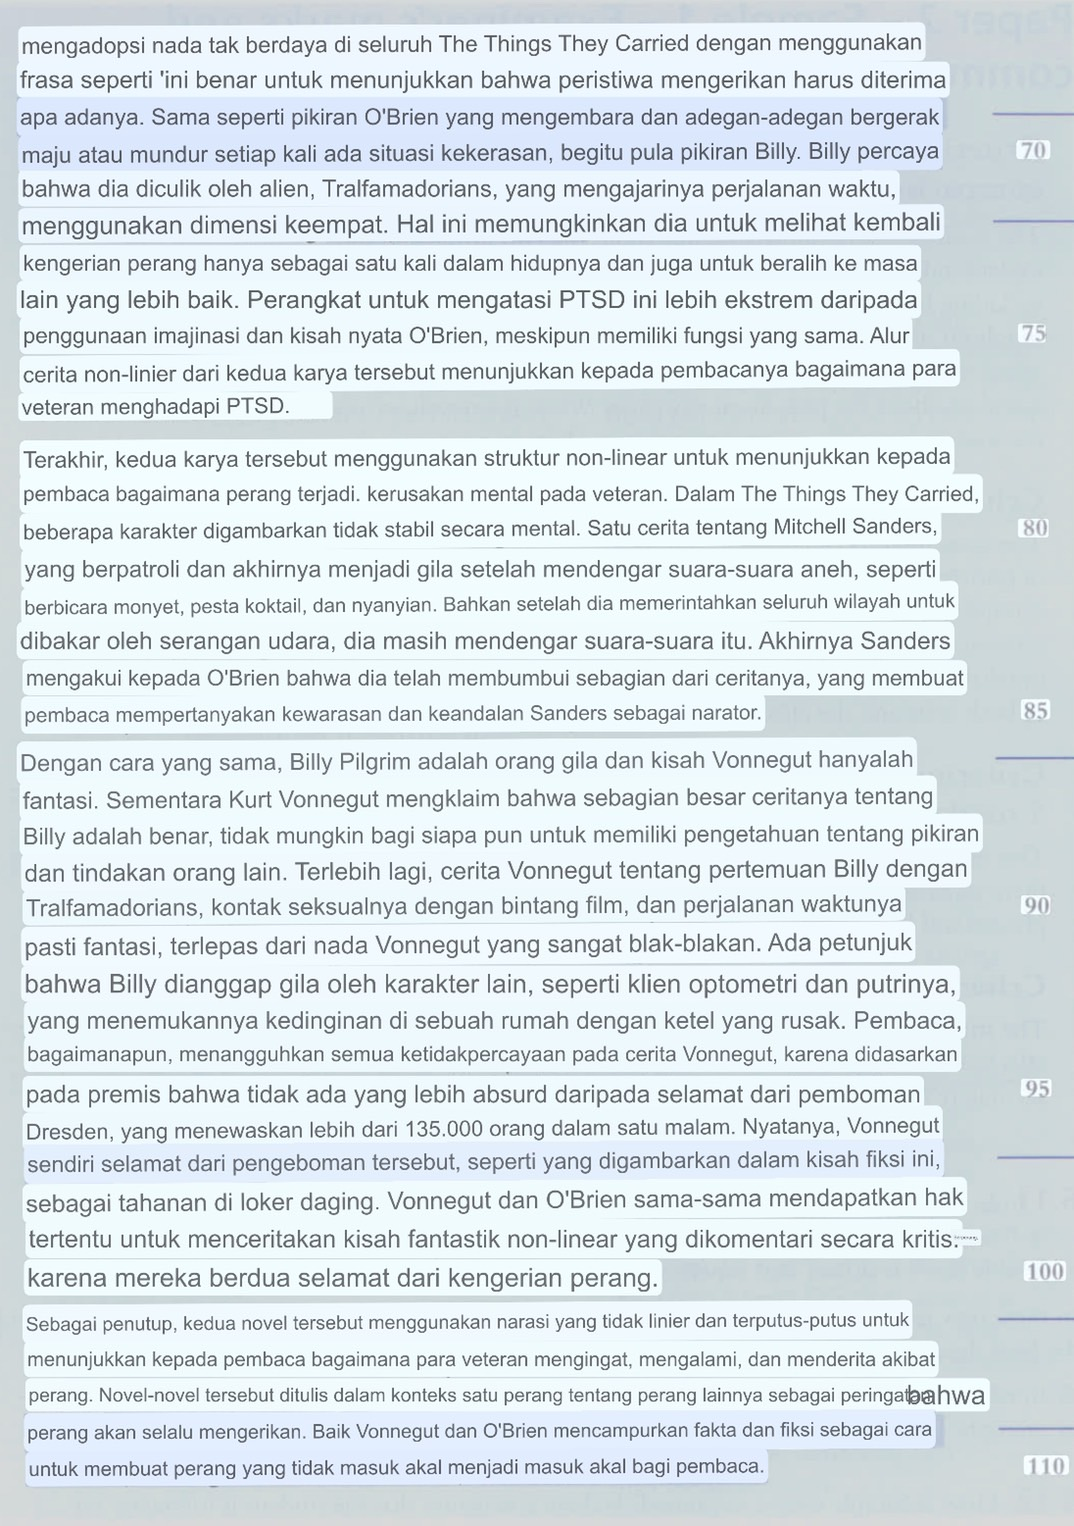 mengadopsi nada tak berdaya di seluruh The Things They Carried dengan menggunakan
frasa seperti 'ini benar untuk menunjukkan bahwa peristiwa mengerikan harus diterima
apa adanya. Sama seperti pikiran O'Brien yang mengembara dan adegan-adegan bergerak
maju atau mundur setiap kali ada situasi kekerasan, begitu pula pikiran Billy. Billy percaya 70
bahwa dia diculik oleh alien, Tralfamadorians, yang mengajarinya perjalanan waktu,
menggunakan dimensi keempat. Hal ini memungkinkan dia untuk melihat kembali
kengerian perang hanya sebagai satu kali dalam hidupnya dan juga untuk beralih ke masa
lain yang lebih baik. Perangkat untuk mengatasi PTSD ini lebih ekstrem daripada
penggunaan imajinasi dan kisah nyata O'Brien, meskipun memiliki fungsi yang sama. Alur 75
cerita non-linier dari kedua karya tersebut menunjukkan kepada pembacanya bagaimana para
veteran menghadapi PTSD.
Terakhir, kedua karya tersebut menggunakan struktur non-linear untuk menunjukkan kepada
pembaca bagaimana perang terjadi. kerusakan mental pada veteran. Dalam The Things They Carried,
beberapa karakter digambarkan tidak stabil secara mental. Satu cerita tentang Mitchell Sanders, 80
yang berpatroli dan akhirnya menjadi gila setelah mendengar suara-suara aneh, seperti
berbicara monyet, pesta koktail, dan nyanyian. Bahkan setelah dia memerintahkan seluruh wilayah untuk
dibakar oleh serangan udara, dia masih mendengar suara-suara itu. Akhirnya Sanders
mengakui kepada O'Brien bahwa dia telah membumbui sebagian dari ceritanya, yang membuat
pembaca mempertanyakan kewarasan dan keandalan Sanders sebagai narator. 85
Dengan cara yang sama, Billy Pilgrim adalah orang gila dan kisah Vonnegut hanyalah
fantasi. Sementara Kurt Vonnegut mengklaim bahwa sebagian besar ceritanya tentang
Billy adalah benar, tidak mungkin bagi siapa pun untuk memiliki pengetahuan tentang pikiran
dan tindakan orang lain. Terlebih lagi, cerita Vonnegut tentang pertemuan Billy dengan
Tralfamadorians, kontak seksualnya dengan bintang film, dan perjalanan waktunya 90
pasti fantasi, terlepas dari nada Vonnegut yang sangat blak-blakan. Ada petunjuk
bahwa Billy dianggap gila oleh karakter lain, seperti klien optometri dan putrinya,
yang menemukannya kedinginan di sebuah rumah dengan ketel yang rusak. Pembaca,
bagaimanapun, menangguhkan semua ketidakpercayaan pada cerita Vonnegut, karena didasarkan
pada premis bahwa tidak ada yang lebih absurd daripada selamat dari pemboman 95
Dresden, yang menewaskan lebih dari 135.000 orang dalam satu malam. Nyatanya, Vonnegut
sendiri selamat dari pengeboman tersebut, seperti yang digambarkan dalam kisah fiksi ini,
sebagai tahanan di loker daging. Vonnegut dan O'Brien sama-sama mendapatkan hak
tertentu untuk menceritakan kisah fantastik non-linear yang dikomentari secara kritis.
karena mereka berdua selamat dari kengerian perang. 100
Sebagai penutup, kedua novel tersebut menggunakan narasi yang tidak linier dan terputus-putus untuk
menunjukkan kepada pembaca bagaimana para veteran mengingat, mengalami, dan menderita akibat
perang. Novel-novel tersebut ditulis dalam konteks satu perang tentang perang lainnya sebagai peringatan bahwa
perang akan selalu mengerikan. Baik Vonnegut dan O'Brien mencampurkan fakta dan fiksi sebagai cara
untuk membuat perang yang tidak masuk akal menjadi masuk akal bagi pembaca. 110